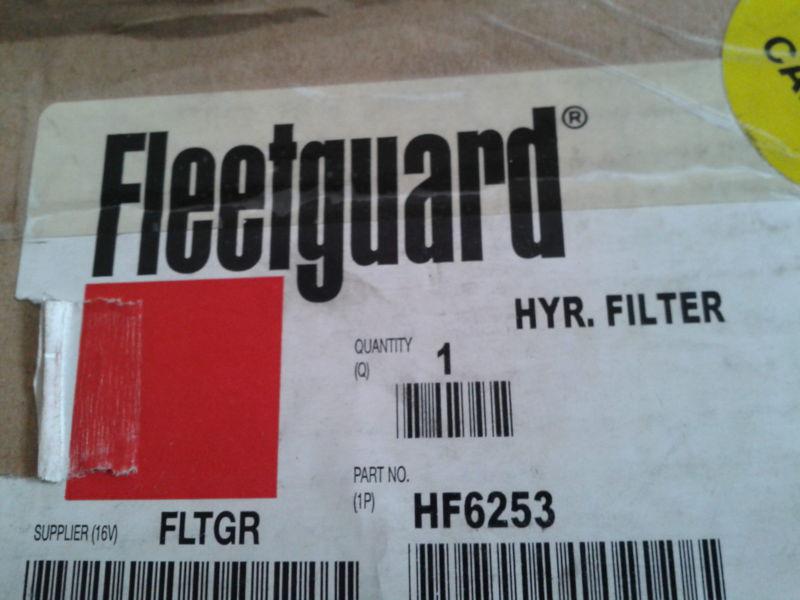 Fleetguard®
HYR. FILTER
QUANTITY
(Q)
1
PART NO.
(1P)
HF6253
SUPPLIER (16V)
FLTGR